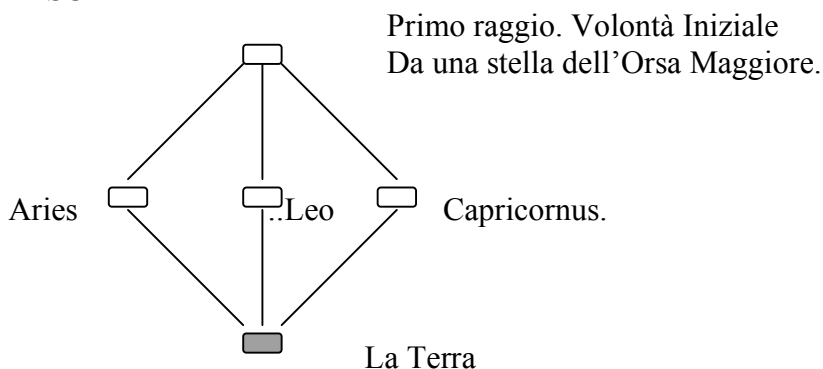 Primo raggio. Volontà Iniziale
Da una stella dell’Orsa Maggiore.
Aries ..Leo Capricornus.
La Terra